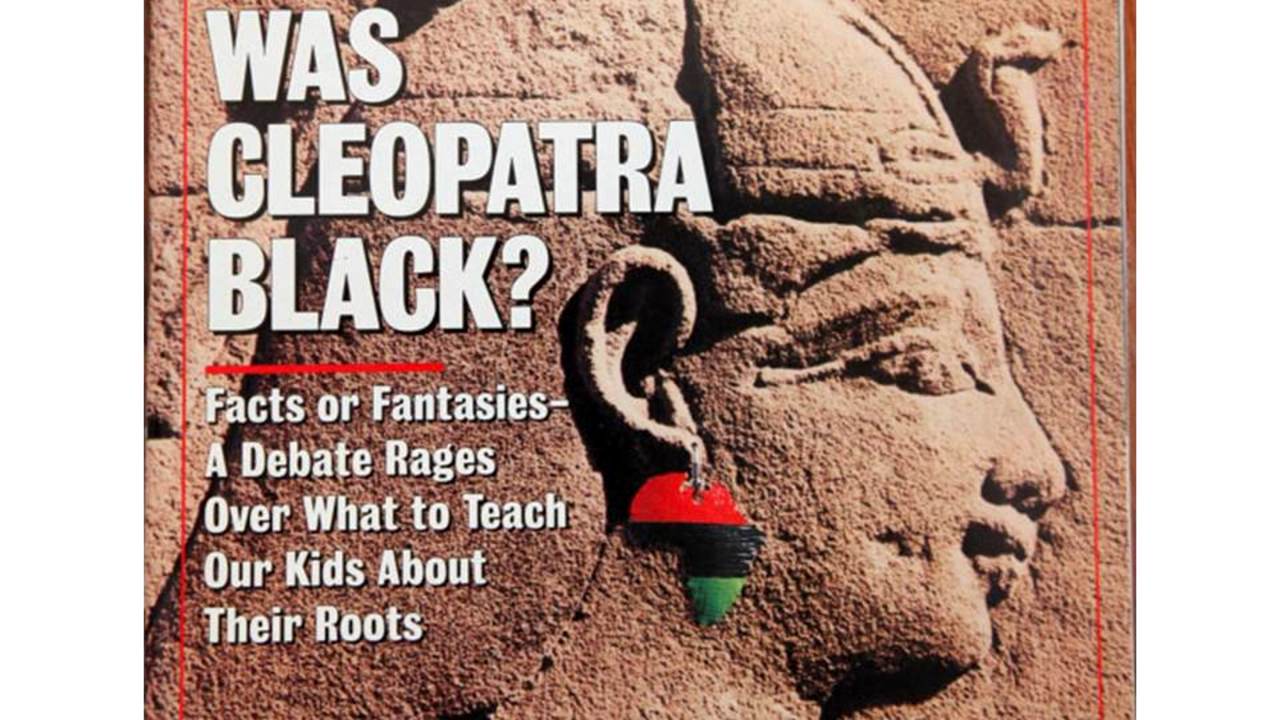 WAS
CLEOPATRA
BLACK?
Facts or Fantasies–
A Debate Rages
Over What to Teach
Our Kids About
Their Roots